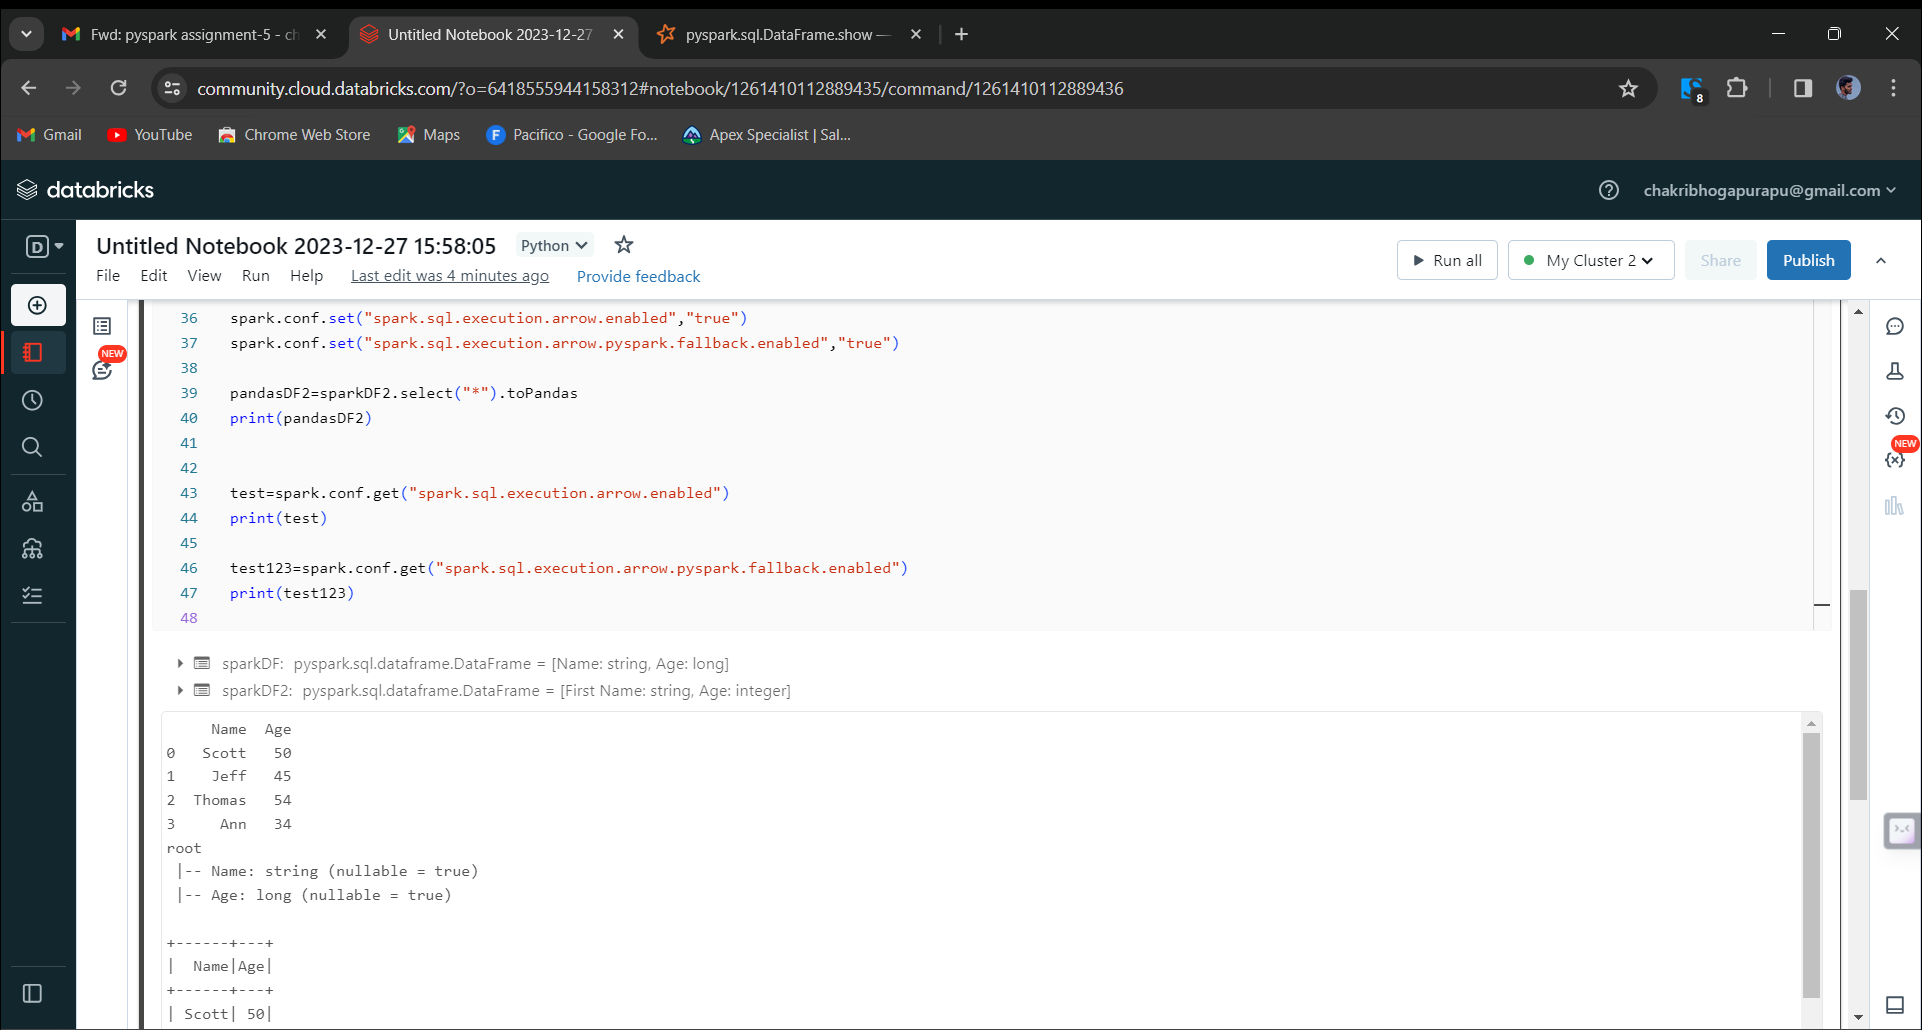 Fwd: pyspark assignment-5 - ch
Untitled Notebook 2023-12-27
pyspark.sql.DataFrame.show —
community.cloud.databricks.com/?o=6418555944158312#notebook/1261410112889435/command/1261410112889436
8
Gmail
YouTube
Chrome Web Store
Maps
F
Pacifico - Google Fo...
Apex Specialist | Sal...
databricks
chakribhogapurapu@gmail.com
D
Untitled Notebook 2023-12-27 15:58:05
Python
File Edit View Run Help Last edit was 4 minutes ago Provide feedback
Run all
My Cluster 2
Share
Publish
NEW
NEW
36 spark.conf.set("spark.sql.execution.arrow.enabled","true")
37 spark.conf.set("spark.sql.execution.arrow.pyspark.fallback.enabled","true")
38
39 pandasDF2=sparkDF2.select("*").toPandas
40 print(pandasDF2)
41
42
43 test=spark.conf.get("spark.sql.execution.arrow.enabled")
44 print(test)
45
46 test123=spark.conf.get("spark.sql.execution.arrow.pyspark.fallback.enabled")
47 print(test123)
48
sparkDF: pyspark.sql.dataframe.DataFrame = [Name: string, Age: long]
sparkDF2: pyspark.sql.dataframe.DataFrame = [First Name: string, Age: integer]
     Name  Age
0   Scott   50
1    Jeff   45
2  Thomas   54
3     Ann   34
root
 |-- Name: string (nullable = true)
 |-- Age: long (nullable = true)
+------+---+
|  Name|Age|
+------+---+
| Scott| 50|